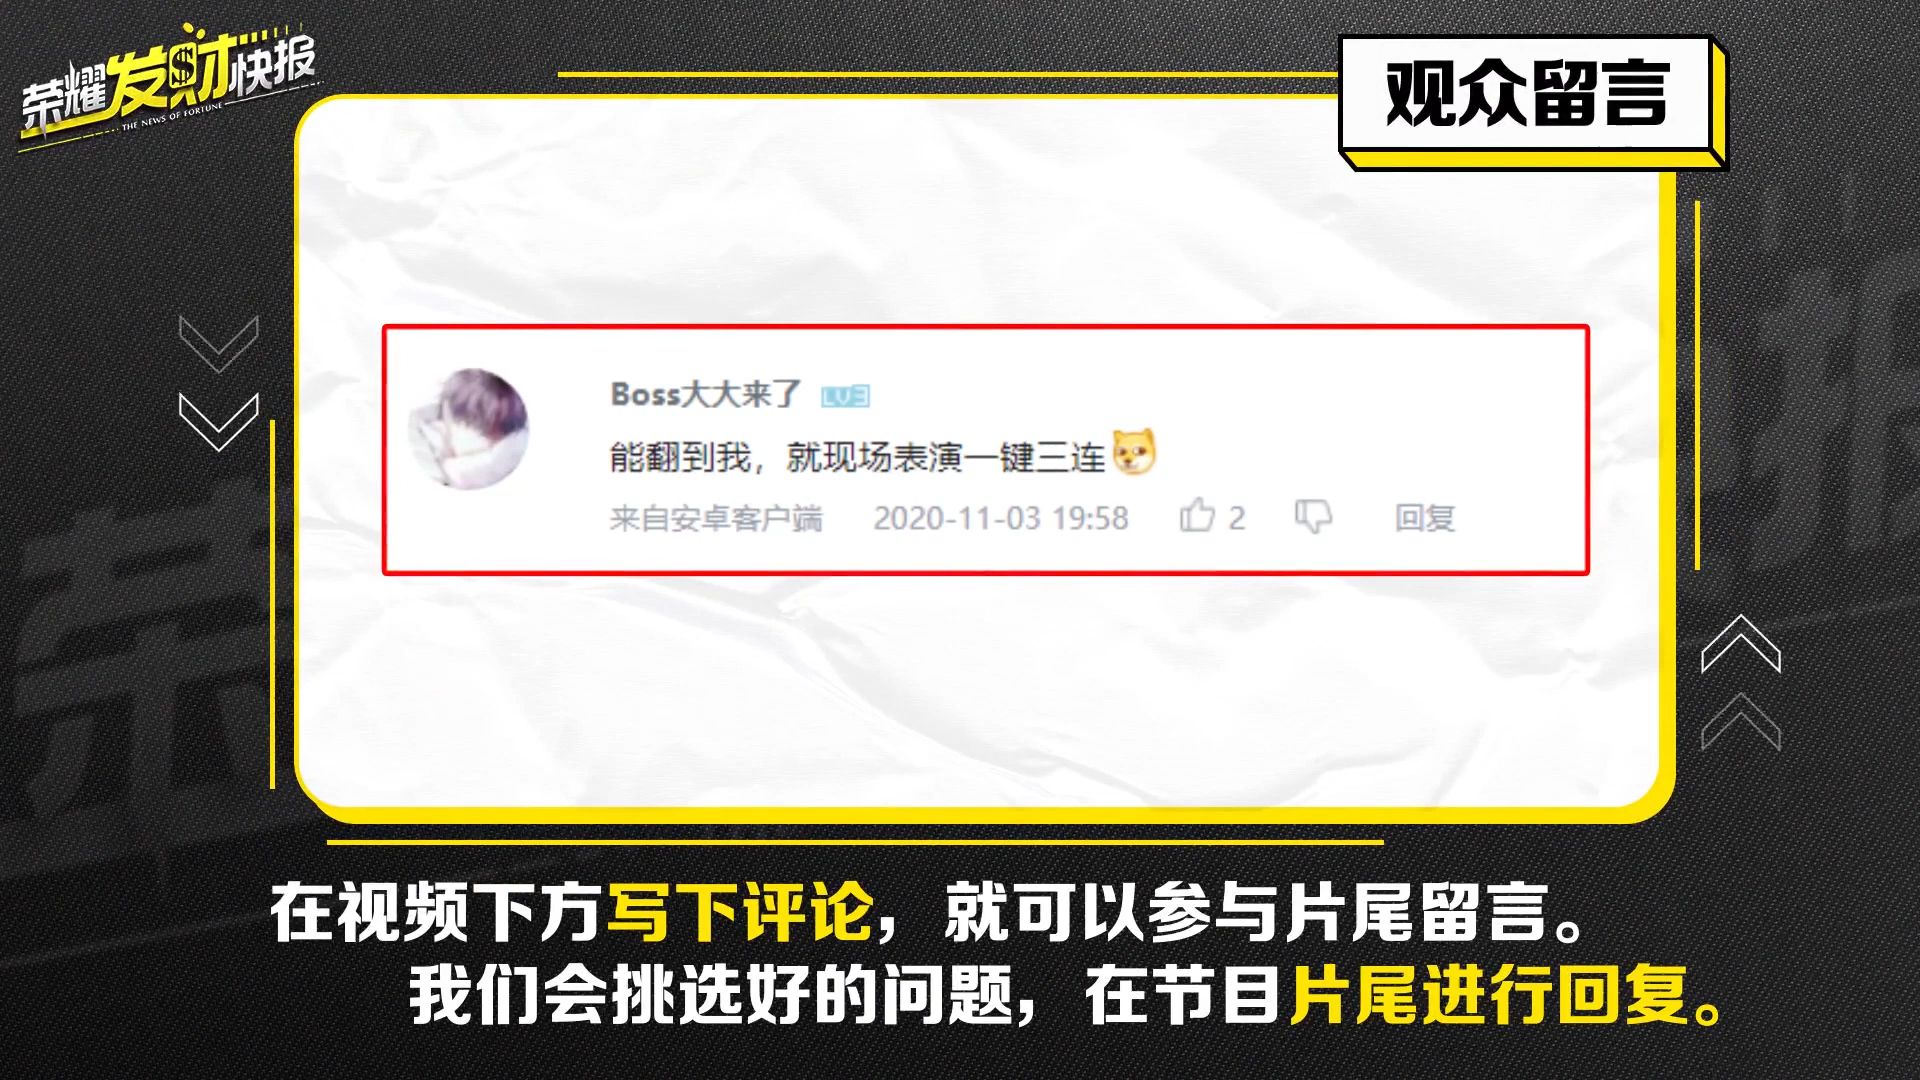 荣耀发财快报
THE NEWS OF FORTUNE
观众留言
Boss大大来了 LV3
能翻到我，就现场表演一键三连
来自安卓客户端 2020-11-03 19:58 2 回复
在视频下方写下评论，就可以参与片尾留言。
我们会挑选好的问题，在节目片尾进行回复。